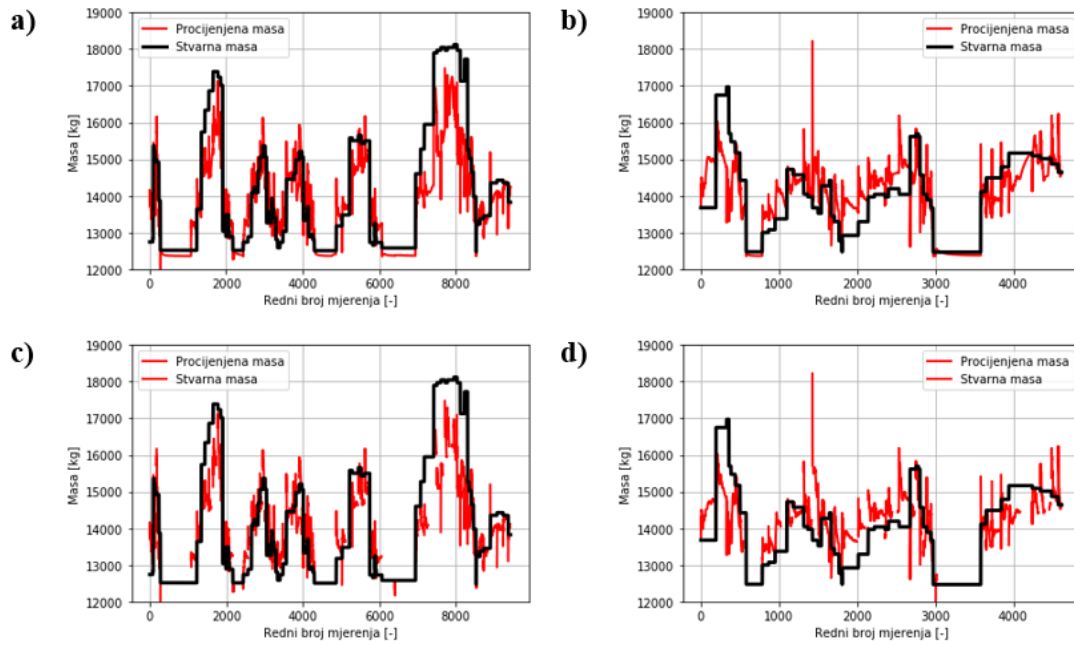 a)
19000
18000
17000
16000
15000
14000
13000
12000
Masa [kg]
Procijenjena masa
Stvarna masa
0
2000
4000
6000
8000
Redni broj mjerenja [-]
b)
19000
18000
17000
16000
15000
14000
13000
12000
Masa [kg]
Procijenjena masa
Stvarna masa
0
1000
2000
3000
4000
Redni broj mjerenja [-]
c)
19000
18000
17000
16000
15000
14000
13000
12000
Masa [kg]
Procijenjena masa
Stvarna masa
0
2000
4000
6000
8000
Redni broj mjerenja [-]
d)
19000
18000
17000
16000
15000
14000
13000
12000
Masa [kg]
Procijenjena masa
Stvarna masa
0
1000
2000
3000
4000
Redni broj mjerenja [-]